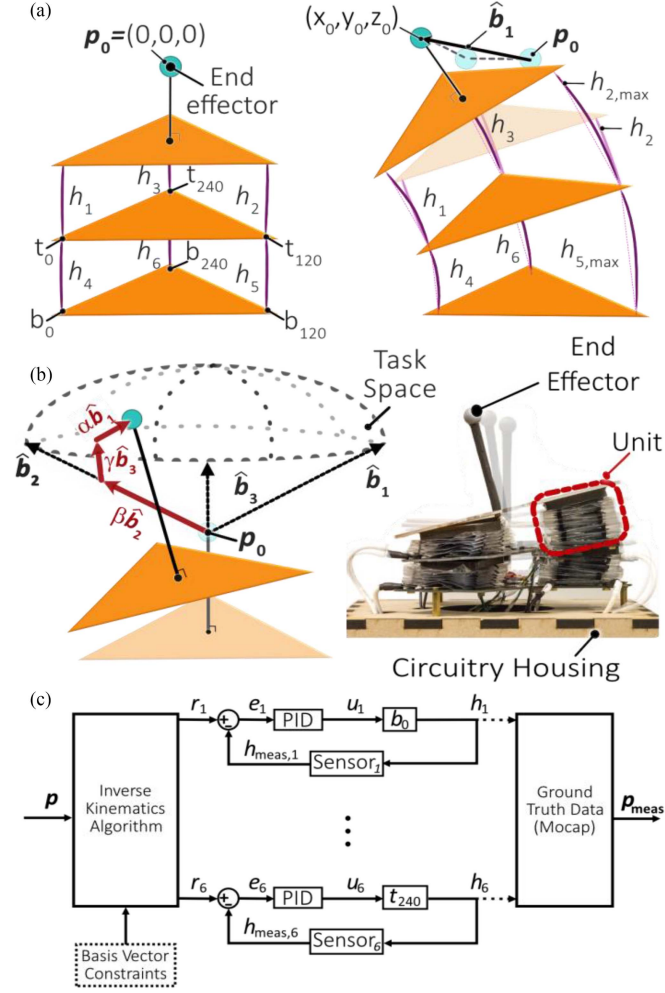 (a)
p₀=(0,0,0)
End
effector
h₁
h₃
t₂₄₀
h₂
t₀
h₄
h₆
b₂₄₀
h₅
t₁₂₀
b₀
b₁₂₀
(x₀,y₀,z₀)
b̂₁
p₀
h₂,max
h₃
h₂
h₁
h₆
h₄
h₅,max
(b)
Task
Space
αb̂₁
γb̂₃
b̂₂
βb̂₂
b̂₃
b̂₁
p₀
End
Effector
Unit
Circuitry Housing
(c)
p
Inverse
Kinematics
Algorithm
Basis Vector
Constraints
r₁
+
-
e₁
PID
u₁
b₀
h₁
hmeas,1
Sensor₁
r₆
+
-
e₆
PID
u₆
t₂₄₀
h₆
hmeas,6
Sensor₆
Ground
Truth Data
(Mocap)
pmeas